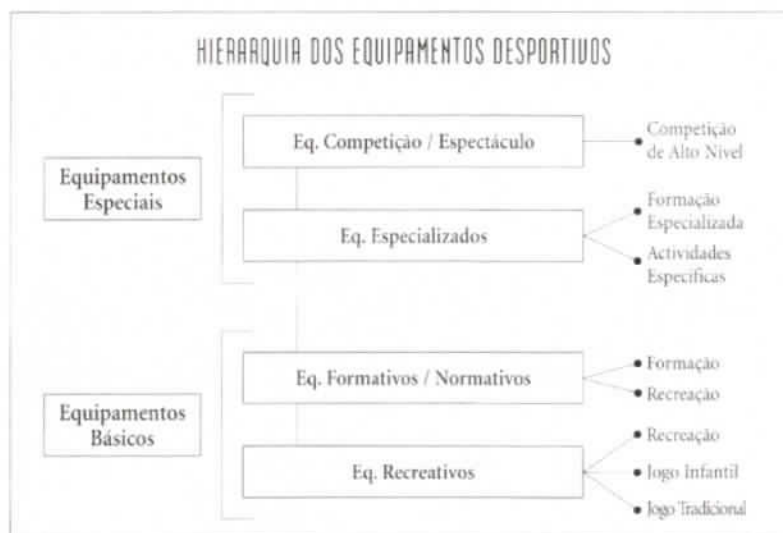 HIERARQUIA DOS EQUIPAMENTOS DESPORTIVOS
Equipamentos
Especiais
Eq. Competição / Espectáculo
Competição
de Alto Nível
Eq. Especializados
Formação
Especializada
Actividades
Específicas
Equipamentos
Básicos
Eq. Formativos / Normativos
Formação
Recreação
Eq. Recreativos
Recreação
Jogo Infantil
Jogo Tradicional